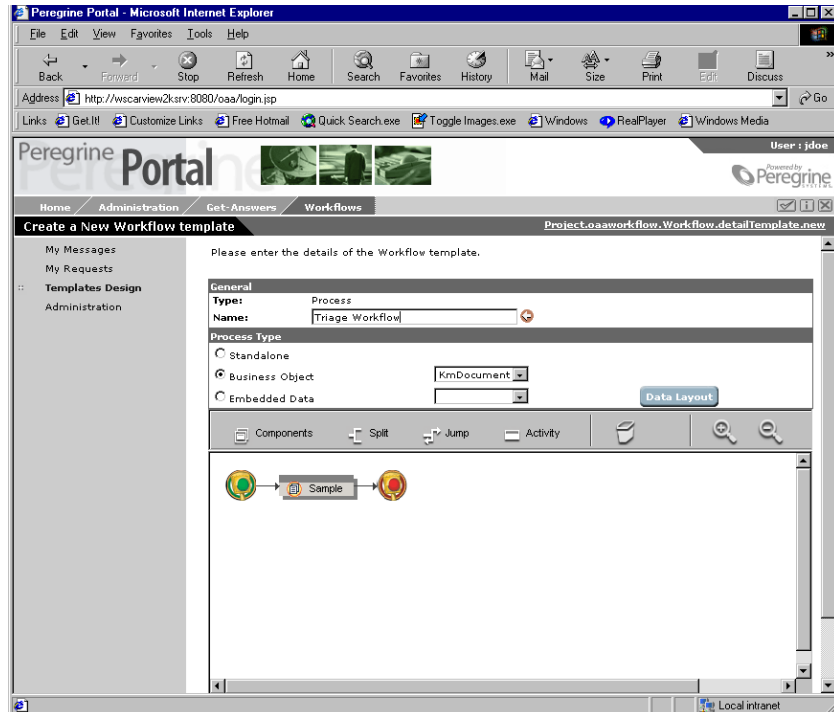 Peregrine Portal - Microsoft Internet Explorer
File Edit View Favorites Tools Help
Back Forward Stop Refresh Home Search Favorites History Mail Size Print Edit Discuss
Address http://wscarview2ksrv:8080/oaa/login.jsp Go
Links Get.It! Customize Links Free Hotmail Quick Search.exe Toggle Images.exe Windows RealPlayer Windows Media
User : jdoe
Peregrine Portal
Powered by
Peregrine
SYSTEMS
Home Administration Get-Answers Workflows
Create a New Workflow template Project.oaaworkflow.Workflow.detailTemplate.new
My Messages
My Requests
Templates Design
Administration
Please enter the details of the Workflow template.
General
Type: Process
Name: Triage Workflow
Process Type
Standalone
Business Object KmDocument
Embedded Data Data Layout
Components Split Jump Activity
Sample
Local intranet